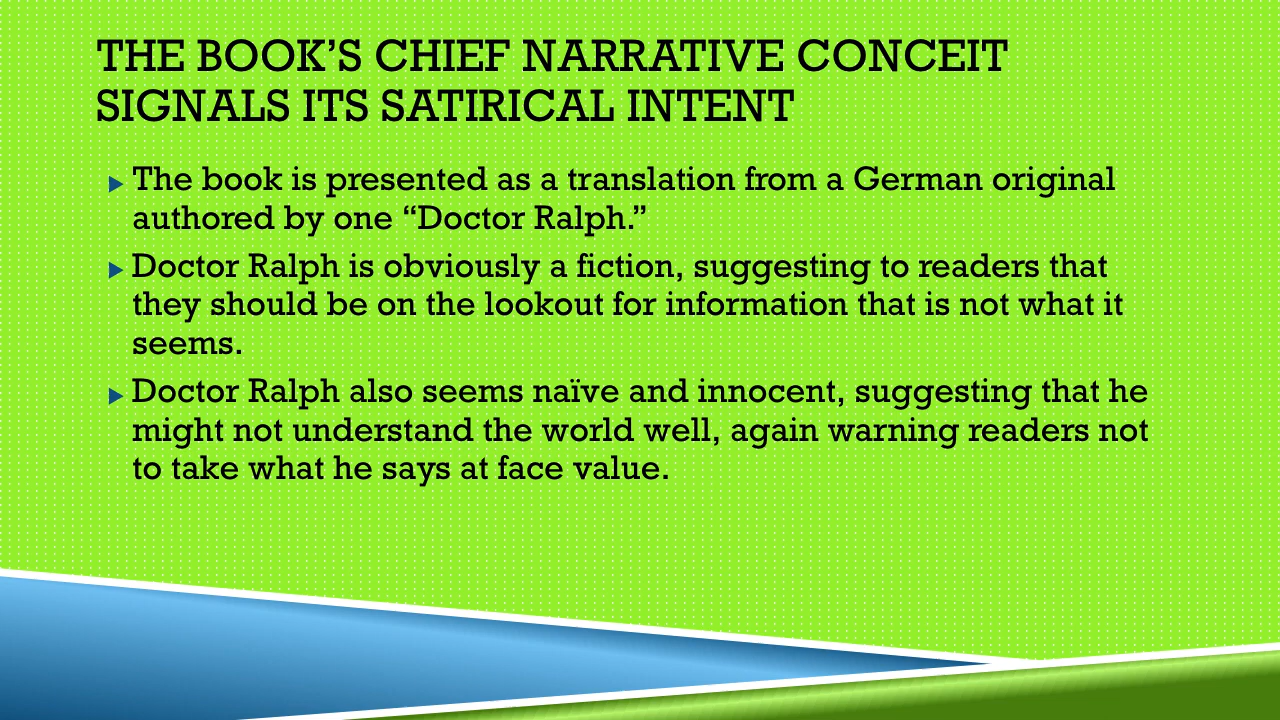 THE BOOK’S CHIEF NARRATIVE CONCEIT
SIGNALS ITS SATIRICAL INTENT
The book is presented as a translation from a German original
authored by one “Doctor Ralph.”
Doctor Ralph is obviously a fiction, suggesting to readers that
they should be on the lookout for information that is not what it
seems.
Doctor Ralph also seems naïve and innocent, suggesting that he
might not understand the world well, again warning readers not
to take what he says at face value.